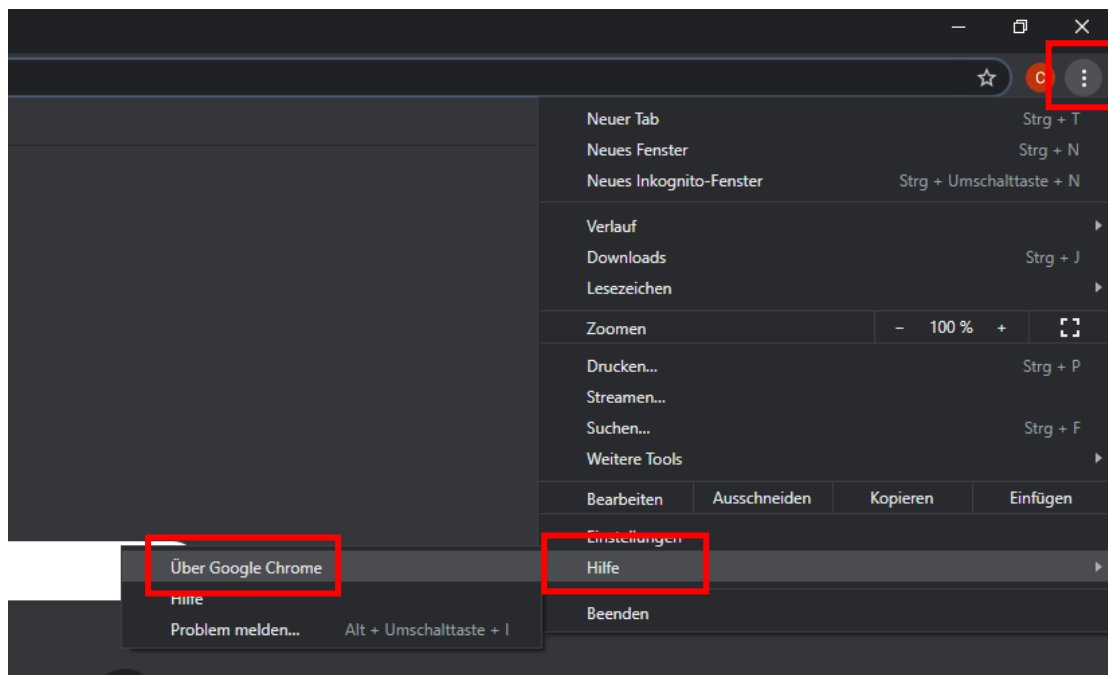 C
Neuer Tab Strg + T
Neues Fenster Strg + N
Neues Inkognito-Fenster Strg + Umschalttaste + N
Verlauf
Downloads Strg + J
Lesezeichen
Zoomen - 100 % +
Drucken... Strg + P
Streamen...
Suchen... Strg + F
Weitere Tools
Bearbeiten Ausschneiden Kopieren Einfügen
Einstellungen
Hilfe
Beenden
Über Google Chrome
Hilfe
Problem melden... Alt + Umschalttaste + I